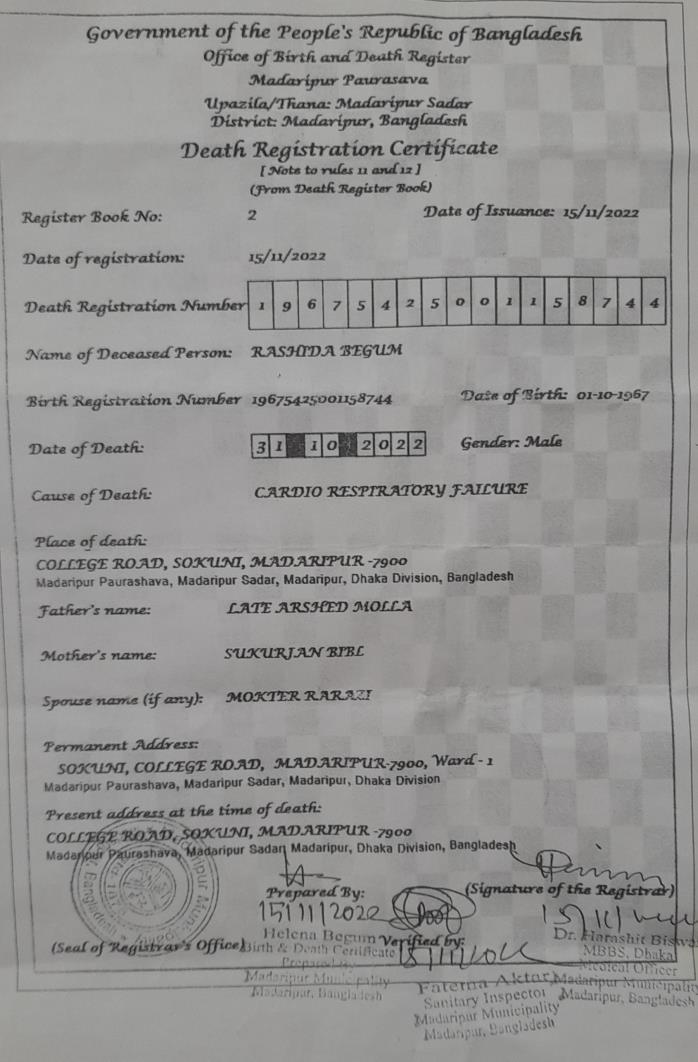 Government of the People's Republic of Bangladesh
Office of Birth and Death Register
Madaripur Paurasava
Upazila/Thana: Madaripur Sadar
District: Madaripur, Bangladesh
Death Registration Certificate
[ Note to rules 11 and 12 ]
(From Death Register Book)
Register Book No: 2 Date of Issuance: 15/11/2022
Date of registration: 15/11/2022
Death Registration Number 1 9 6 7 5 4 2 5 0 0 1 1 5 8 7 4 4
Name of Deceased Person: RASHIDA BEGUM
Birth Registration Number 19675425001158744 Date of Birth: 01-10-1967
Date of Death: 3 1 1 0 2 0 2 2 Gender: Male
Cause of Death: CARDIO RESPIRATORY FAILURE
Place of death:
COLLEGE ROAD, SOKUNI, MADARIPUR -7900
Madaripur Paurashava, Madaripur Sadar, Madaripur, Dhaka Division, Bangladesh
Father's name: LATE ARSHED MOLLA
Mother's name: SUKURJAN BIBI
Spouse name (if any): MOKTER RARAZI
Permanent Address:
SOKUNI, COLLEGE ROAD, MADARIPUR-7900, Ward - 1
Madaripur Paurashava, Madaripur Sadar, Madaripur, Dhaka Division
Present address at the time of death:
COLLEGE ROAD, SOKUNI, MADARIPUR -7900
Madaripur Paurashava, Madaripur Sadar, Madaripur, Dhaka Division, Bangladesh
Prepared By: (Signature of the Registrar)
15/11/2022
(Seal of Registrar's Office) Helena Begum Verified by: Dr. Harashit
Birth & Death Certificate MBBS, Dhaka
Prepared By Medical Officer
Madaripur Municipality Fatema Aktar Madaripur Municipality
Madaripur, Bangladesh Sanitary Inspector Madaripur, Bangladesh
Madaripur Municipality
Madaripur, Bangladesh